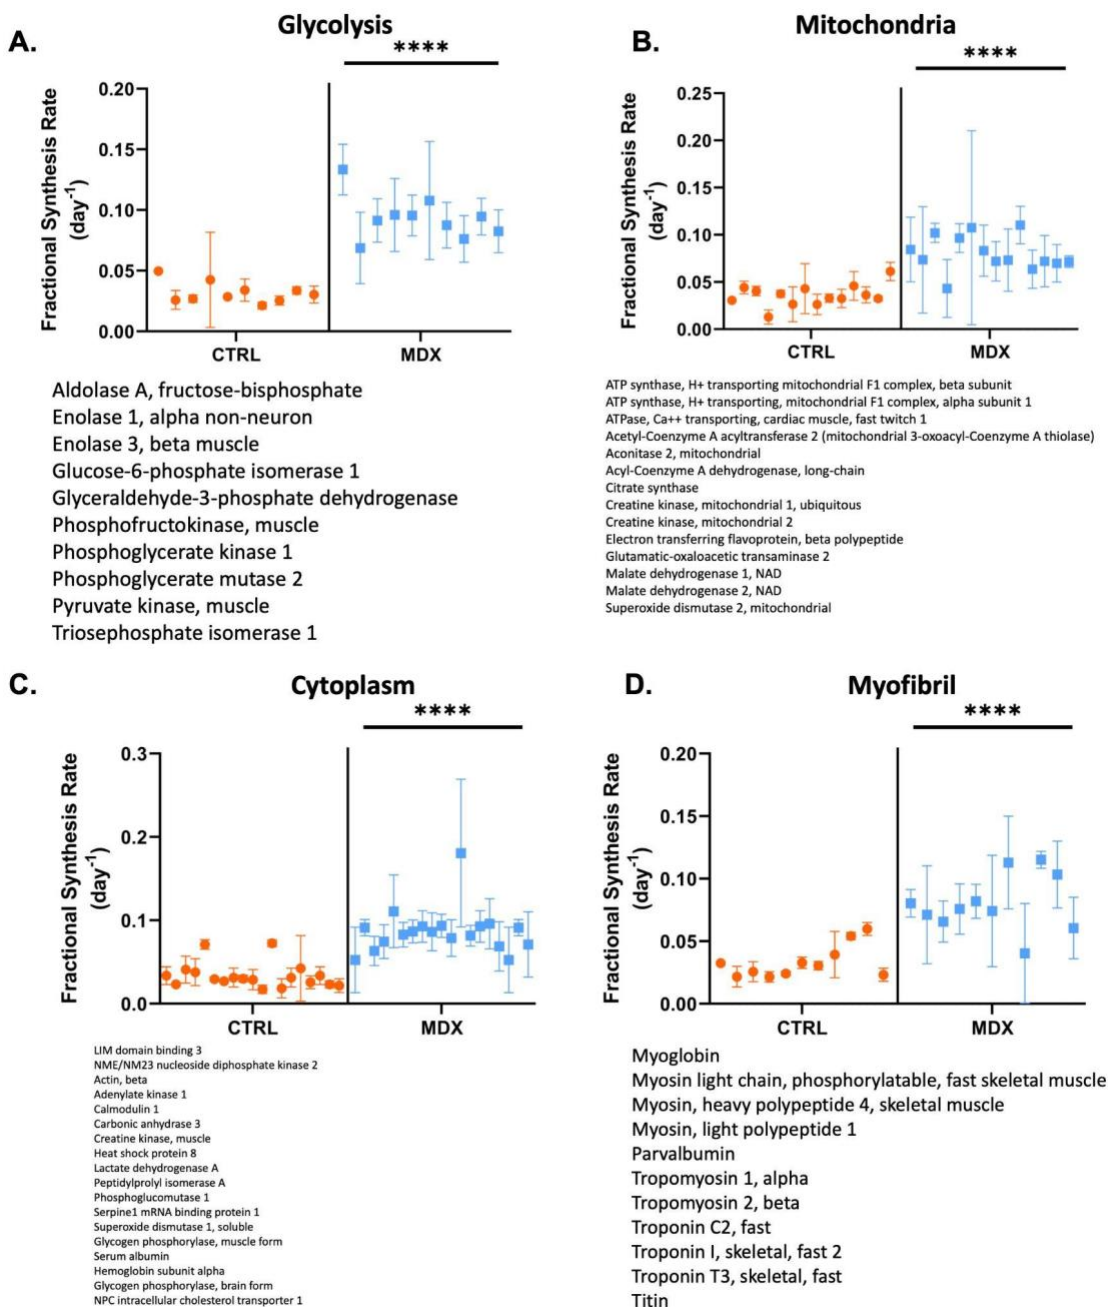 A.
Glycolysis
****
Fractional Synthesis Rate
(day-1)
0.20
0.15
0.10
0.05
0.00
CTRL
MDX
Aldolase A, fructose-bisphosphate
Enolase 1, alpha non-neuron
Enolase 3, beta muscle
Glucose-6-phosphate isomerase 1
Glyceraldehyde-3-phosphate dehydrogenase
Phosphofructokinase, muscle
Phosphoglycerate kinase 1
Phosphoglycerate mutase 2
Pyruvate kinase, muscle
Triosephosphate isomerase 1
B.
Mitochondria
****
Fractional Synthesis Rate
(day-1)
0.25
0.20
0.15
0.10
0.05
0.00
CTRL
MDX
ATP synthase, H+ transporting mitochondrial F1 complex, beta subunit
ATP synthase, H+ transporting, mitochondrial F1 complex, alpha subunit 1
ATPase, Ca++ transporting, cardiac muscle, fast twitch 1
Acetyl-Coenzyme A acyltransferase 2 (mitochondrial 3-oxoacyl-Coenzyme A thiolase)
Aconitase 2, mitochondrial
Acyl-Coenzyme A dehydrogenase, long-chain
Citrate synthase
Creatine kinase, mitochondrial 1, ubiquitous
Creatine kinase, mitochondrial 2
Electron transferring flavoprotein, beta polypeptide
Glutamatic-oxaloacetic transaminase 2
Malate dehydrogenase 1, NAD
Malate dehydrogenase 2, NAD
Superoxide dismutase 2, mitochondrial
C.
Cytoplasm
****
Fractional Synthesis Rate
(day-1)
0.3
0.2
0.1
0.0
CTRL
MDX
LIM domain binding 3
NME/NM23 nucleoside diphosphate kinase 2
Actin, beta
Adenylate kinase 1
Calmodulin 1
Carbonic anhydrase 3
Creatine kinase, muscle
Heat shock protein 8
Lactate dehydrogenase A
Peptidylprolyl isomerase A
Phosphoglucomutase 1
Serpine1 mRNA binding protein 1
Superoxide dismutase 1, soluble
Glycogen phosphorylase, muscle form
Serum albumin
Hemoglobin subunit alpha
Glycogen phosphorylase, brain form
NPC intracellular cholesterol transporter 1
D.
Myofibril
****
Fractional Synthesis Rate
(day-1)
0.20
0.15
0.10
0.05
0.00
CTRL
MDX
Myoglobin
Myosin light chain, phosphorylatable, fast skeletal muscle
Myosin, heavy polypeptide 4, skeletal muscle
Myosin, light polypeptide 1
Parvalbumin
Tropomyosin 1, alpha
Tropomyosin 2, beta
Troponin C2, fast
Troponin I, skeletal, fast 2
Troponin T3, skeletal, fast
Titin